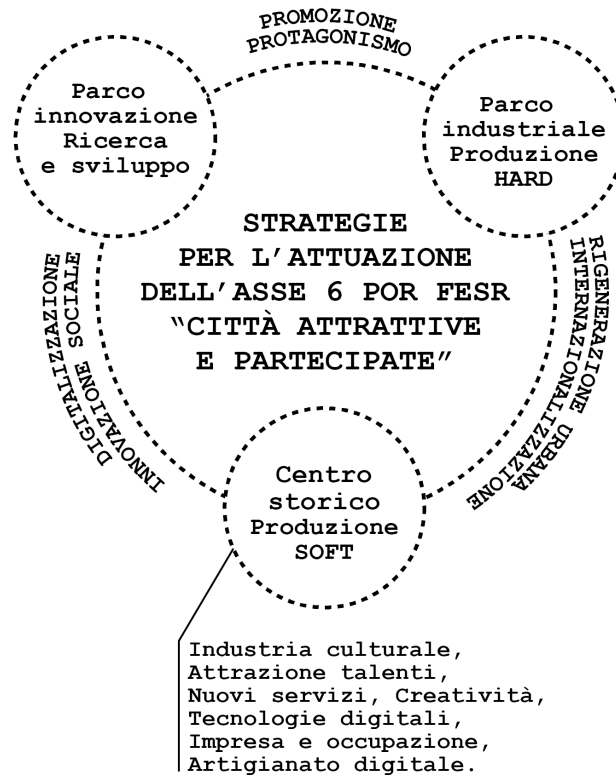 PROMOZIONE
PROTAGONISMO
Parco
innovazione
Ricerca
e sviluppo
Parco
industriale
Produzione
HARD
STRATEGIE
PER L'ATTUAZIONE
DELL'ASSE 6 POR FESR
“CITTÀ ATTRATTIVE
E PARTECIPATE”
DIGITALIZZAZIONE
INNOVAZIONE SOCIALE
RIGENERAZIONE URBANA
INTERNAZIONALIZZAZIONE
Centro
storico
Produzione
SOFT
Industria culturale,
Attrazione talenti,
Nuovi servizi, Creatività,
Tecnologie digitali,
Impresa e occupazione,
Artigianato digitale.